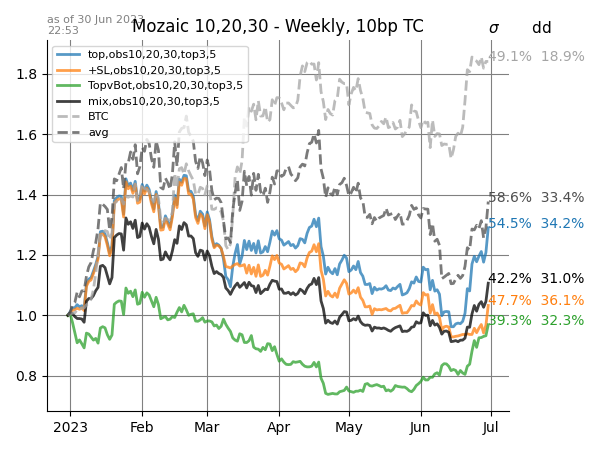 as of 30 Jun 2023
22:53
Mozaic 10,20,30 - Weekly, 10bp TC
σ dd
top,obs10,20,30,top3,5
+SL,obs10,20,30,top3,5
TopvBot,obs10,20,30,top3,5
mix,obs10,20,30,top3,5
BTC
avg
49.1% 18.9%
58.6% 33.4%
54.5% 34.2%
42.2% 31.0%
47.7% 36.1%
39.3% 32.3%
1.8
1.6
1.4
1.2
1.0
0.8
2023 Feb Mar Apr May Jun Jul